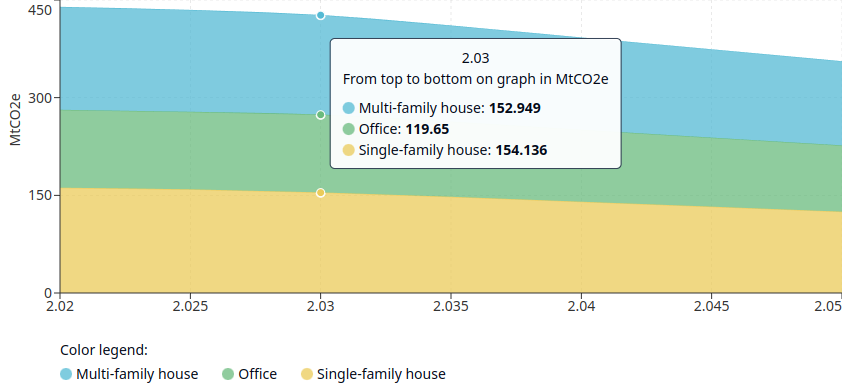 450
300
150
0
MtCO2e
2.03
From top to bottom on graph in MtCO2e
Multi-family house: 152.949
Office: 119.65
Single-family house: 154.136
2.02 2.025 2.03 2.035 2.04 2.045 2.05
Color legend:
Multi-family house Office Single-family house